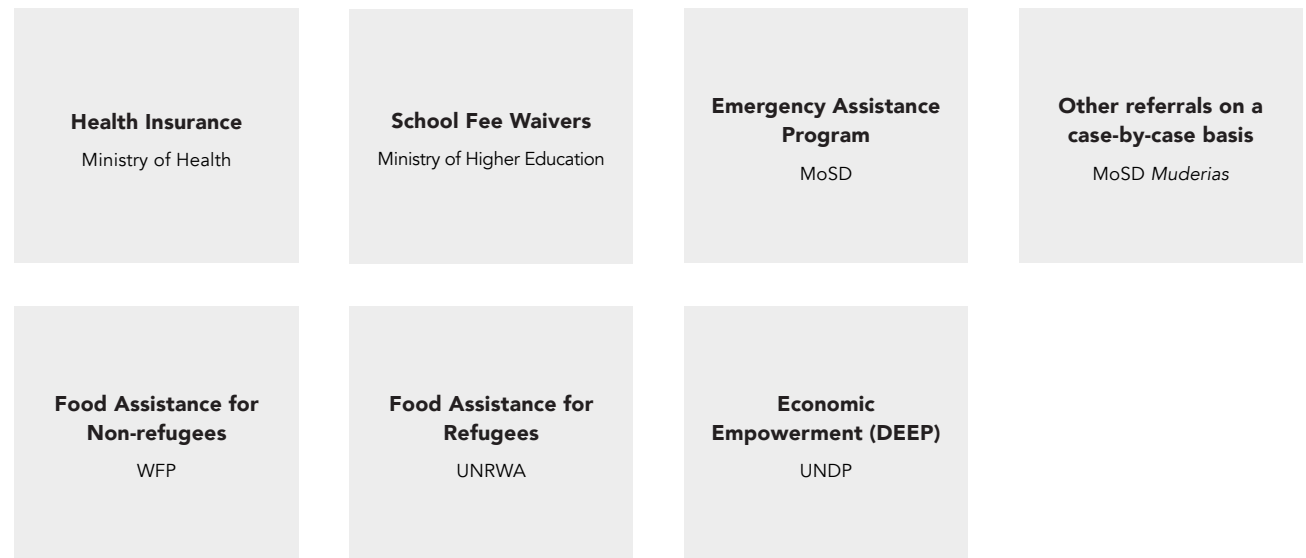 Health Insurance
Ministry of Health
School Fee Waivers
Ministry of Higher Education
Emergency Assistance
Program
MoSD
Other referrals on a
case-by-case basis
MoSD Muderias
Food Assistance for
Non-refugees
WFP
Food Assistance for
Refugees
UNRWA
Economic
Empowerment (DEEP)
UNDP